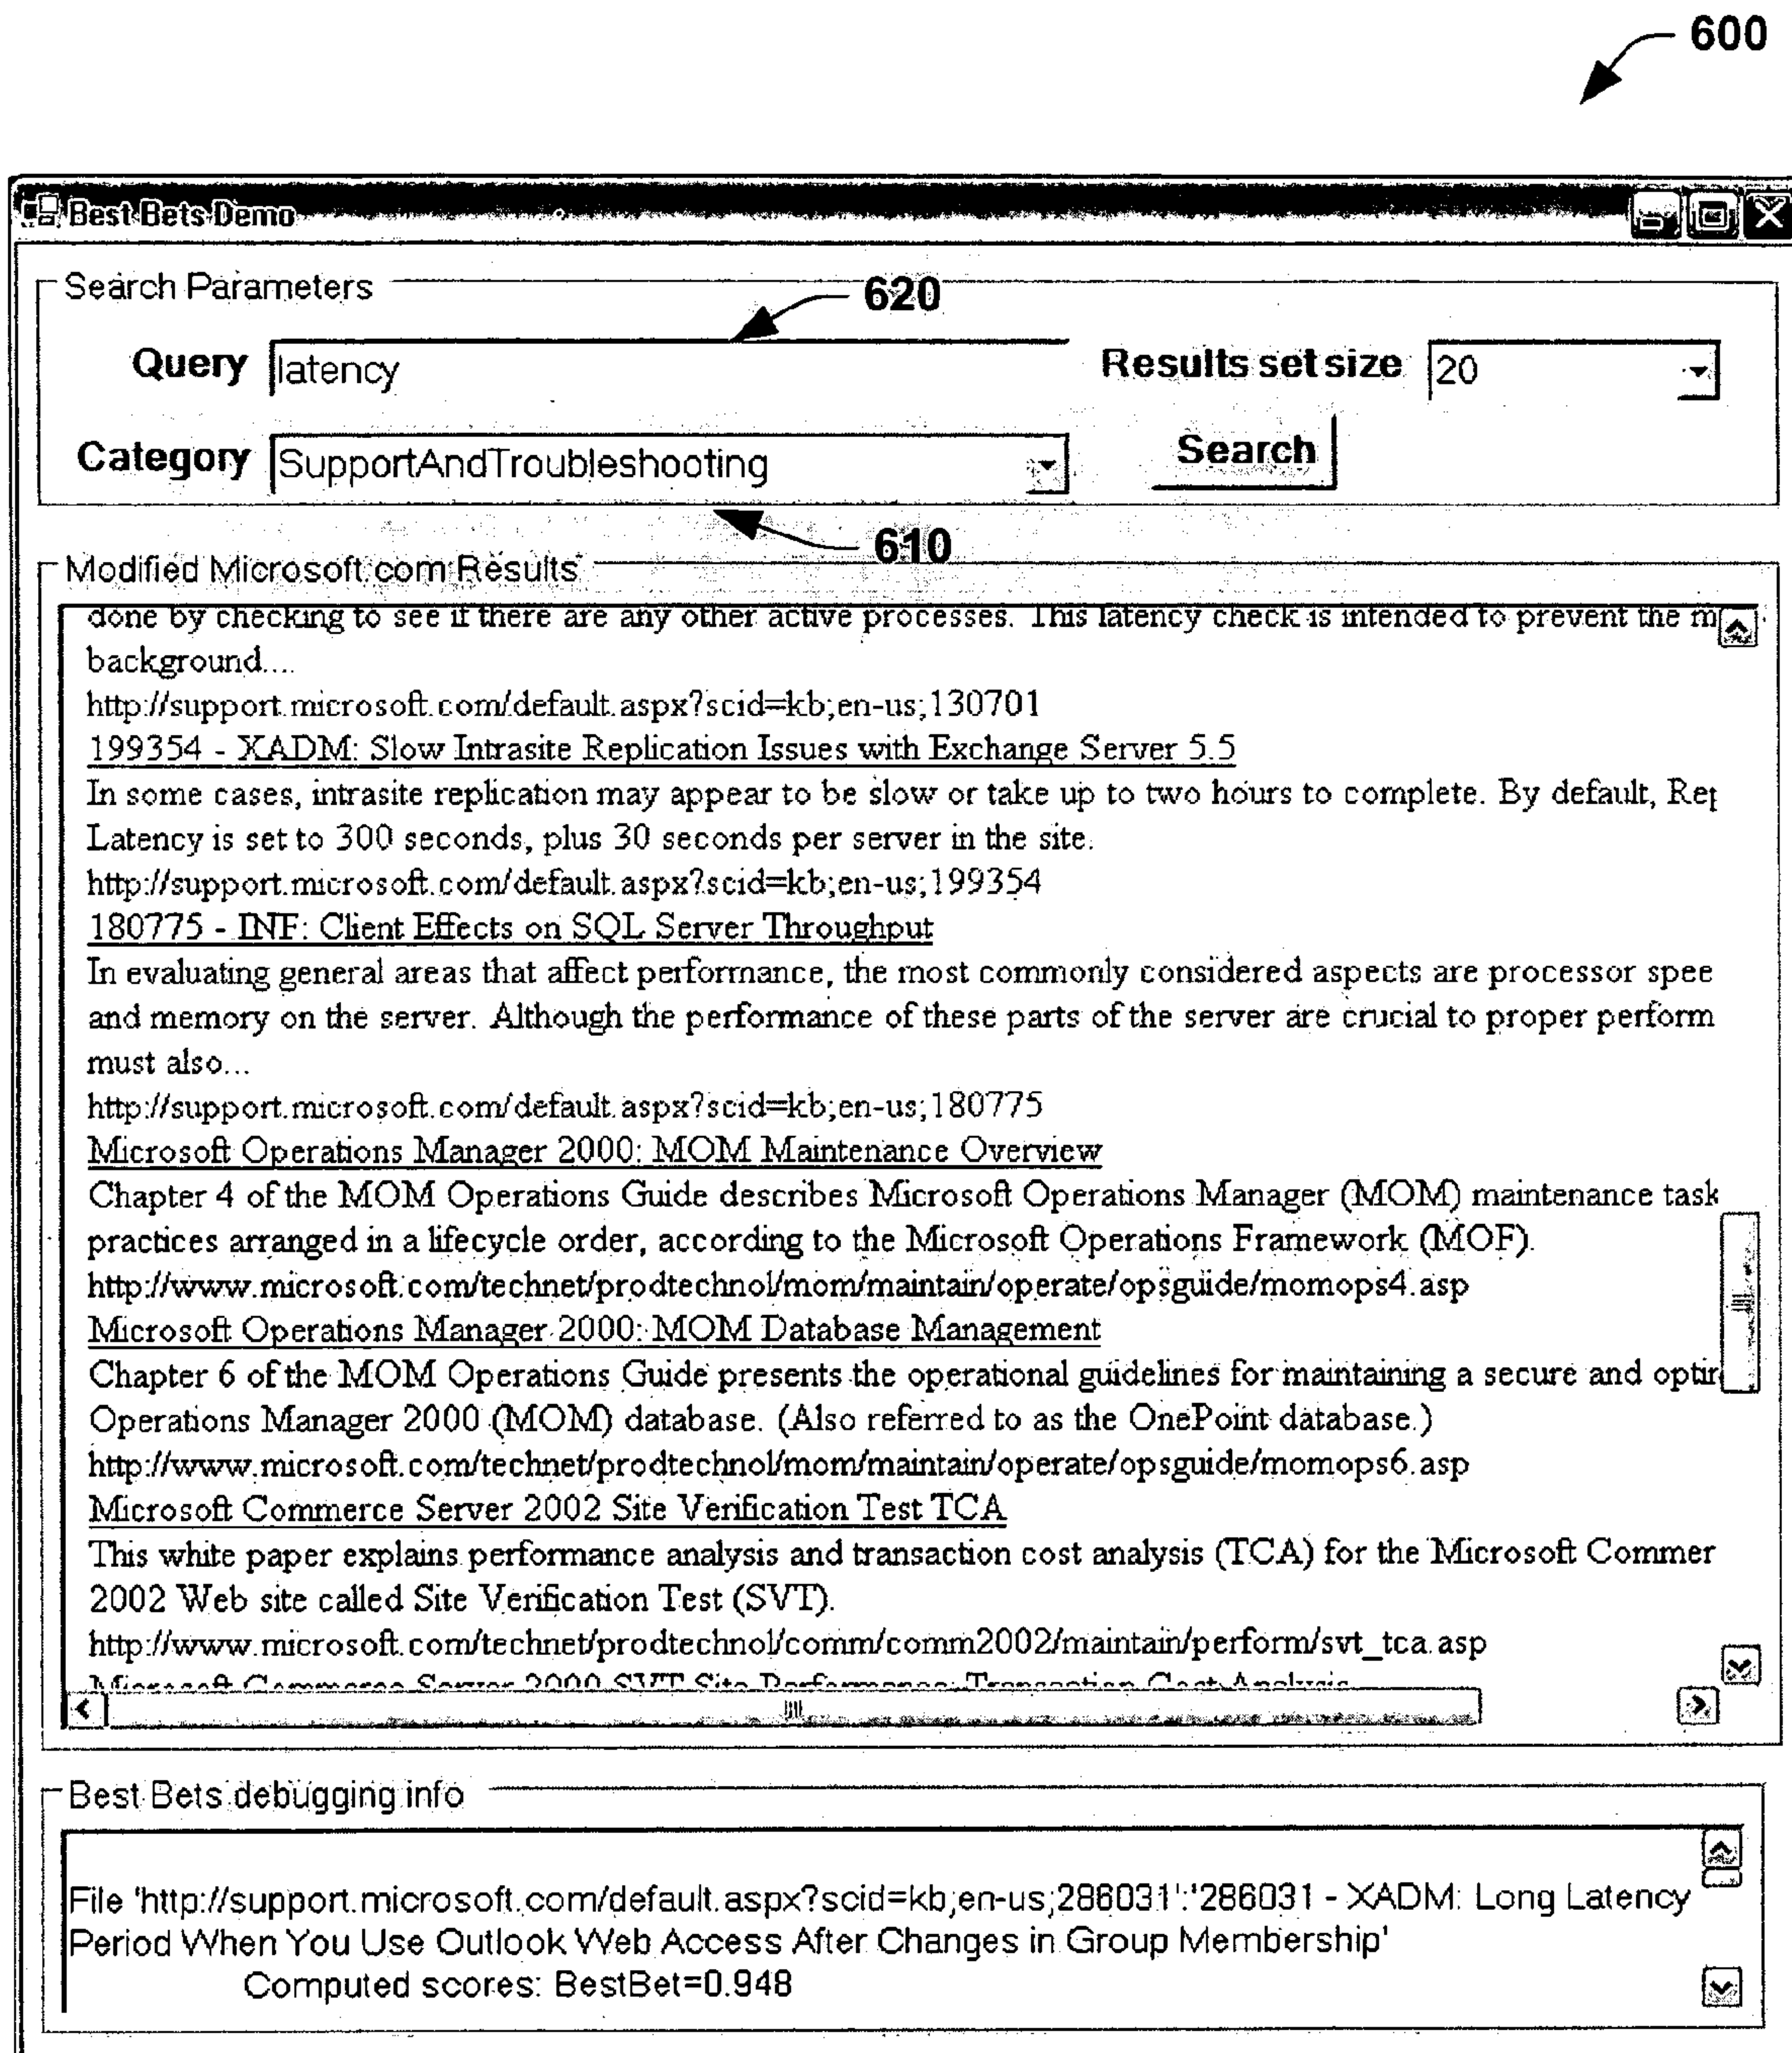 600
Best Bets Demo
Search Parameters
620
Query latency Results set size 20
Category SupportAndTroubleshooting Search
610
Modified Microsoft.com Results
done by checking to see if there are any other active processes. This latency check is intended to prevent the m
background....
http://support.microsoft.com/default.aspx?scid=kb;en-us;130701
199354 - XADM: Slow Intrasite Replication Issues with Exchange Server 5.5
In some cases, intrasite replication may appear to be slow or take up to two hours to complete. By default, Rep
Latency is set to 300 seconds, plus 30 seconds per server in the site.
http://support.microsoft.com/default.aspx?scid=kb;en-us;199354
180775 - INF: Client Effects on SQL Server Throughput
In evaluating general areas that affect performance, the most commonly considered aspects are processor spee
and memory on the server. Although the performance of these parts of the server are crucial to proper perform
must also...
http://support.microsoft.com/default.aspx?scid=kb;en-us;180775
Microsoft Operations Manager 2000: MOM Maintenance Overview
Chapter 4 of the MOM Operations Guide describes Microsoft Operations Manager (MOM) maintenance task
practices arranged in a lifecycle order, according to the Microsoft Operations Framework (MOF).
http://www.microsoft.com/technet/prodtechnol/mom/maintain/operate/opsguide/momops4.asp
Microsoft Operations Manager 2000: MOM Database Management
Chapter 6 of the MOM Operations Guide presents the operational guidelines for maintaining a secure and optim
Operations Manager 2000 (MOM) database. (Also referred to as the OnePoint database.)
http://www.microsoft.com/technet/prodtechnol/mom/maintain/operate/opsguide/momops6.asp
Microsoft Commerce Server 2002 Site Verification Test TCA
This white paper explains performance analysis and transaction cost analysis (TCA) for the Microsoft Commer
2002 Web site called Site Verification Test (SVT).
http://www.microsoft.com/technet/prodtechnol/comm/comm2002/maintain/perform/svt_tca.asp
Microsoft Commerce Server 2000 SVT Site Performance: Transaction Cost Analysis
Best Bets debugging info
File 'http://support.microsoft.com/default.aspx?scid=kb;en-us;286031':'286031 - XADM: Long Latency
Period When You Use Outlook Web Access After Changes in Group Membership'
Computed scores: BestBet=0.948